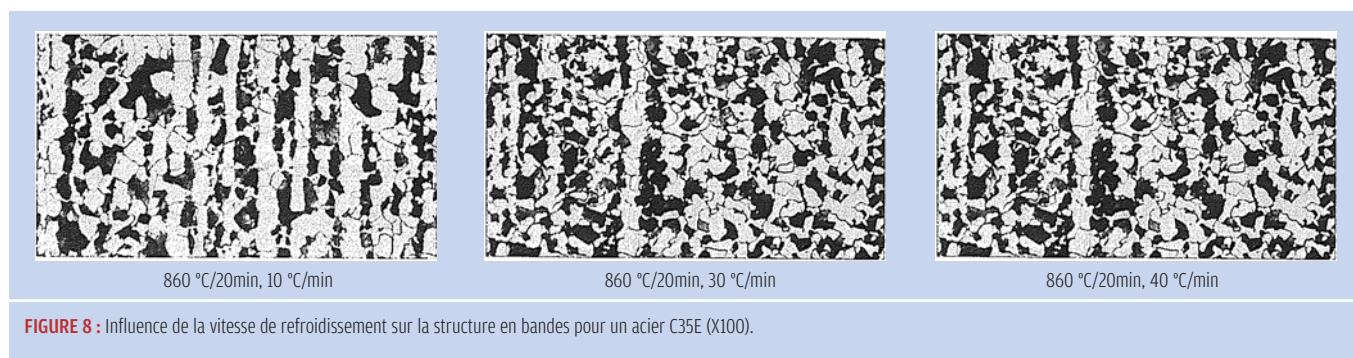 860 °C/20min, 10 °C/min
860 °C/20min, 30 °C/min
860 °C/20min, 40 °C/min
FIGURE 8 : Influence de la vitesse de refroidissement sur la structure en bandes pour un acier C35E (X100).